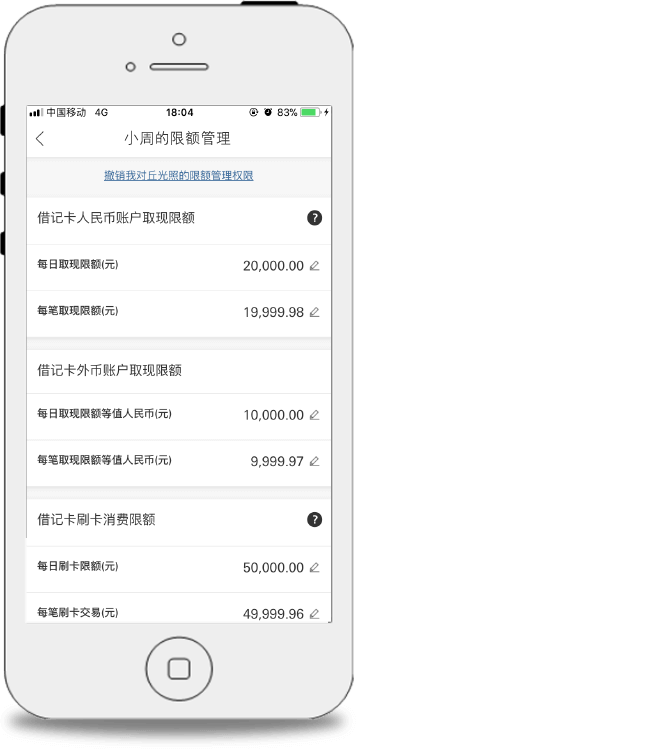 中国移动 4G 18:04 83%
小周的限额管理
撤销我对丘光照的限额管理权限
借记卡人民币账户取现限额 ?
每日取现限额(元) 20,000.00
每笔取现限额(元) 19,999.98
借记卡外币账户取现限额
每日取现限额等值人民币(元) 10,000.00
每笔取现限额等值人民币(元) 9,999.97
借记卡刷卡消费限额 ?
每日刷卡限额(元) 50,000.00
每笔刷卡交易(元) 49,999.96